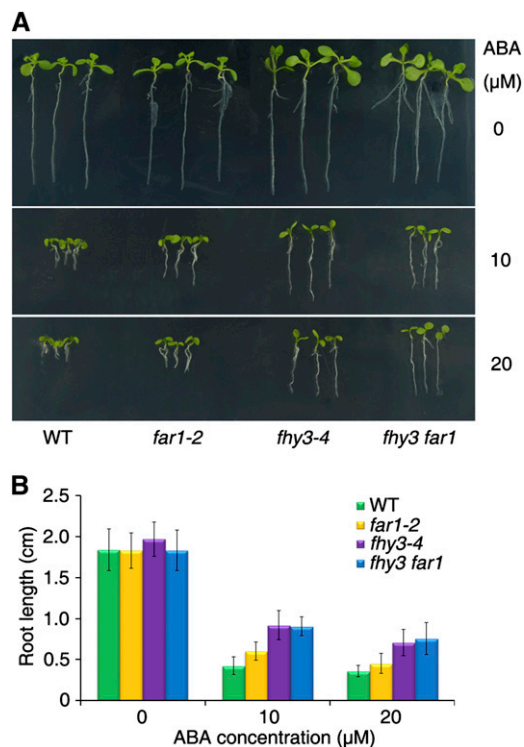 A
ABA
(μM)
0
10
20
WT far1-2 fhy3-4 fhy3 far1
B
WT
far1-2
fhy3-4
fhy3 far1
Root length (cm)
2.5
2.0
1.5
1.0
0.5
0
0 10 20
ABA concentration (μM)